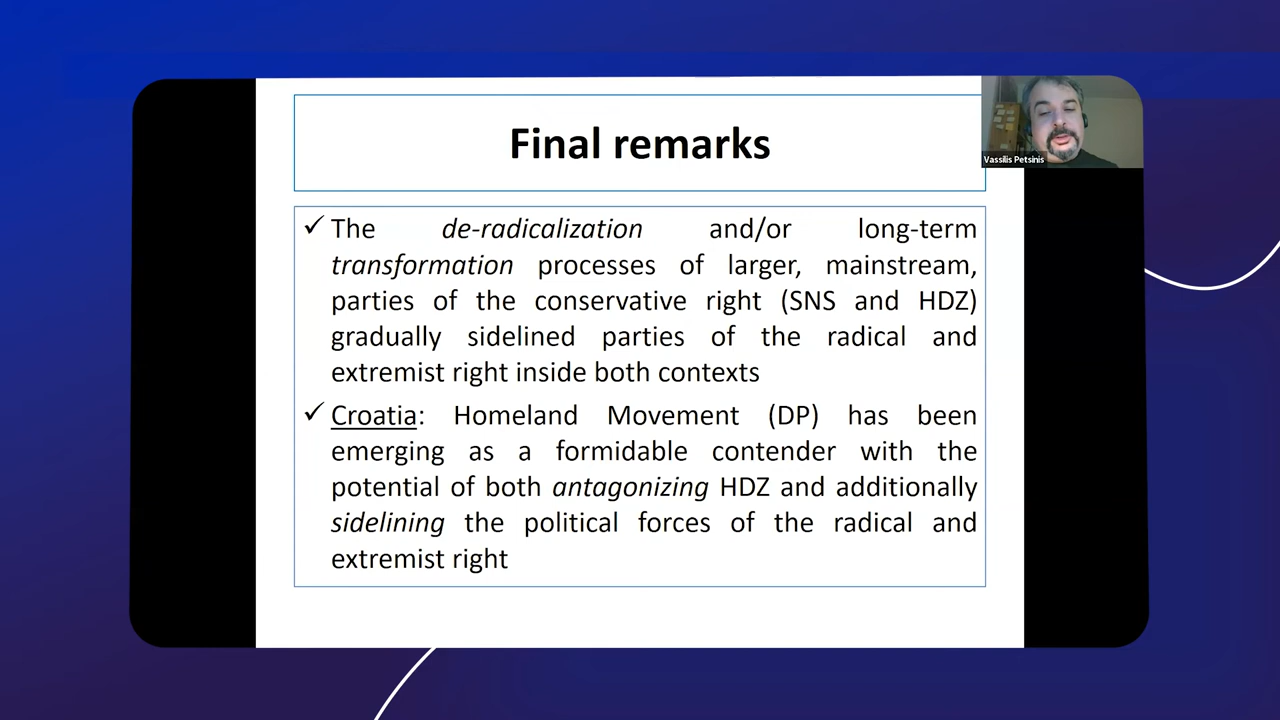 Final remarks
Vassilis Petsinis
✓ The de-radicalization and/or long-term
transformation processes of larger, mainstream,
parties of the conservative right (SNS and HDZ)
gradually sidelined parties of the radical and
extremist right inside both contexts
✓ Croatia: Homeland Movement (DP) has been
emerging as a formidable contender with the
potential of both antagonizing HDZ and additionally
sidelining the political forces of the radical and
extremist right